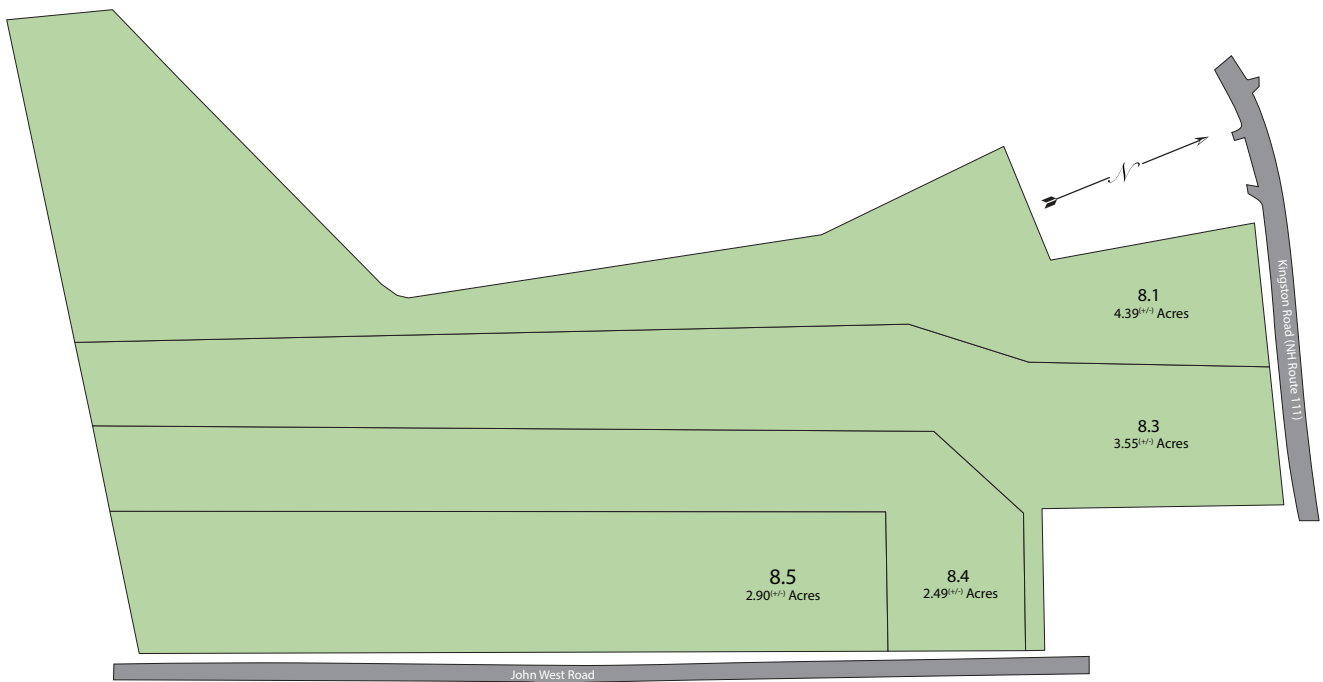 N
8.1
4.39(+/-) Acres
Kingston Road (NH Route 111)
8.3
3.55(+/-) Acres
8.5
2.90(+/-) Acres
8.4
2.49(+/-) Acres
John West Road